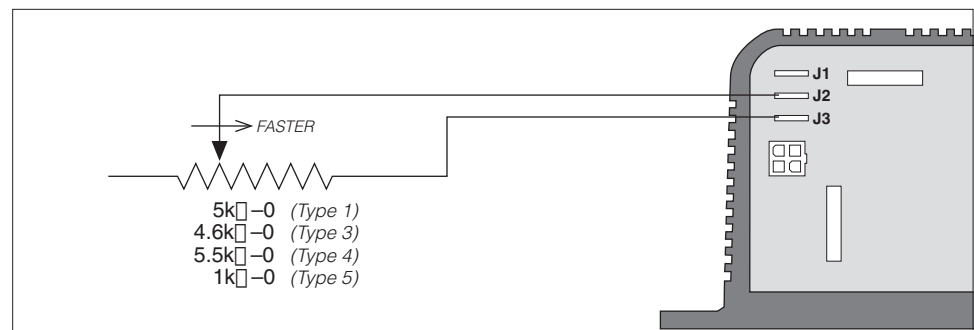 J1
J2
J3
FASTER
5k▯–0 (Type 1)
4.6k▯–0 (Type 3)
5.5k▯–0 (Type 4)
1k▯–0 (Type 5)